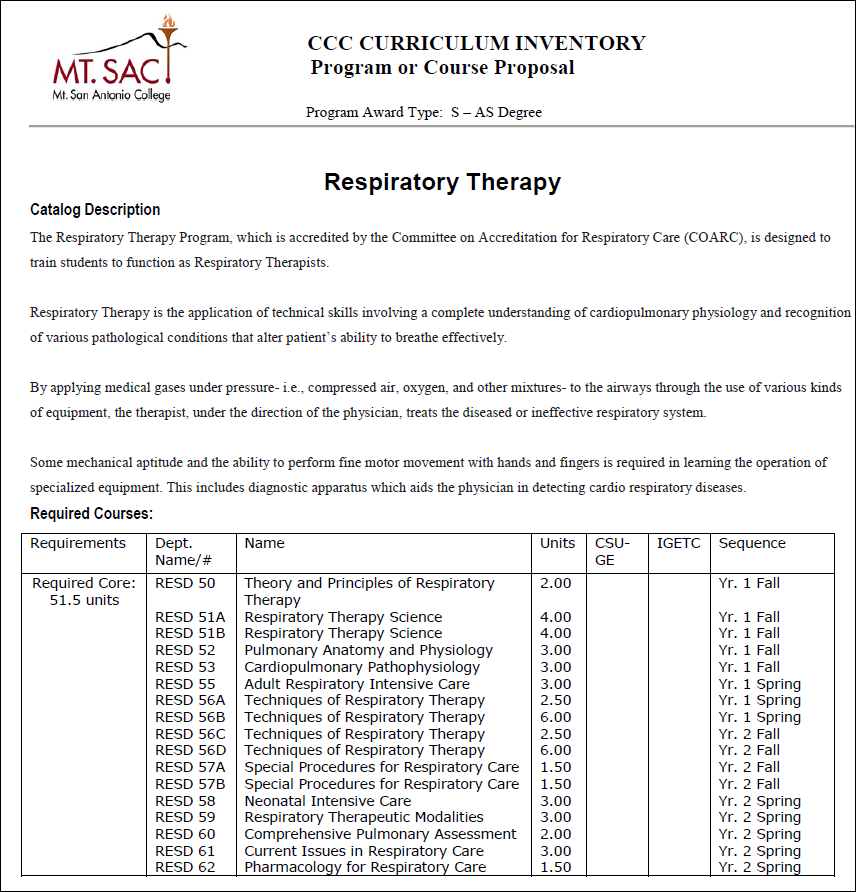 MT. SAC
Mt. San Antonio College
CCC CURRICULUM INVENTORY
Program or Course Proposal
Program Award Type:  S – AS Degree
Respiratory Therapy
Catalog Description
The Respiratory Therapy Program, which is accredited by the Committee on Accreditation for Respiratory Care (COARC), is designed to
train students to function as Respiratory Therapists.
Respiratory Therapy is the application of technical skills involving a complete understanding of cardiopulmonary physiology and recognition
of various pathological conditions that alter patient’s ability to breathe effectively.
By applying medical gases under pressure- i.e., compressed air, oxygen, and other mixtures- to the airways through the use of various kinds
of equipment, the therapist, under the direction of the physician, treats the diseased or ineffective respiratory system.
Some mechanical aptitude and the ability to perform fine motor movement with hands and fingers is required in learning the operation of
specialized equipment. This includes diagnostic apparatus which aids the physician in detecting cardio respiratory diseases.
Required Courses:
Requirements Dept. Name Units CSU- IGETC Sequence
Name/# GE
Required Core: RESD 50 Theory and Principles of Respiratory 2.00 Yr. 1 Fall
51.5 units Therapy
RESD 51A Respiratory Therapy Science 4.00 Yr. 1 Fall
RESD 51B Respiratory Therapy Science 4.00 Yr. 1 Fall
RESD 52 Pulmonary Anatomy and Physiology 3.00 Yr. 1 Fall
RESD 53 Cardiopulmonary Pathophysiology 3.00 Yr. 1 Fall
RESD 55 Adult Respiratory Intensive Care 3.00 Yr. 1 Spring
RESD 56A Techniques of Respiratory Therapy 2.50 Yr. 1 Spring
RESD 56B Techniques of Respiratory Therapy 6.00 Yr. 1 Spring
RESD 56C Techniques of Respiratory Therapy 2.50 Yr. 2 Fall
RESD 56D Techniques of Respiratory Therapy 6.00 Yr. 2 Fall
RESD 57A Special Procedures for Respiratory Care 1.50 Yr. 2 Fall
RESD 57B Special Procedures for Respiratory Care 1.50 Yr. 2 Fall
RESD 58 Neonatal Intensive Care 3.00 Yr. 2 Spring
RESD 59 Respiratory Therapeutic Modalities 3.00 Yr. 2 Spring
RESD 60 Comprehensive Pulmonary Assessment 2.00 Yr. 2 Spring
RESD 61 Current Issues in Respiratory Care 3.00 Yr. 2 Spring
RESD 62 Pharmacology for Respiratory Care 1.50 Yr. 2 Spring